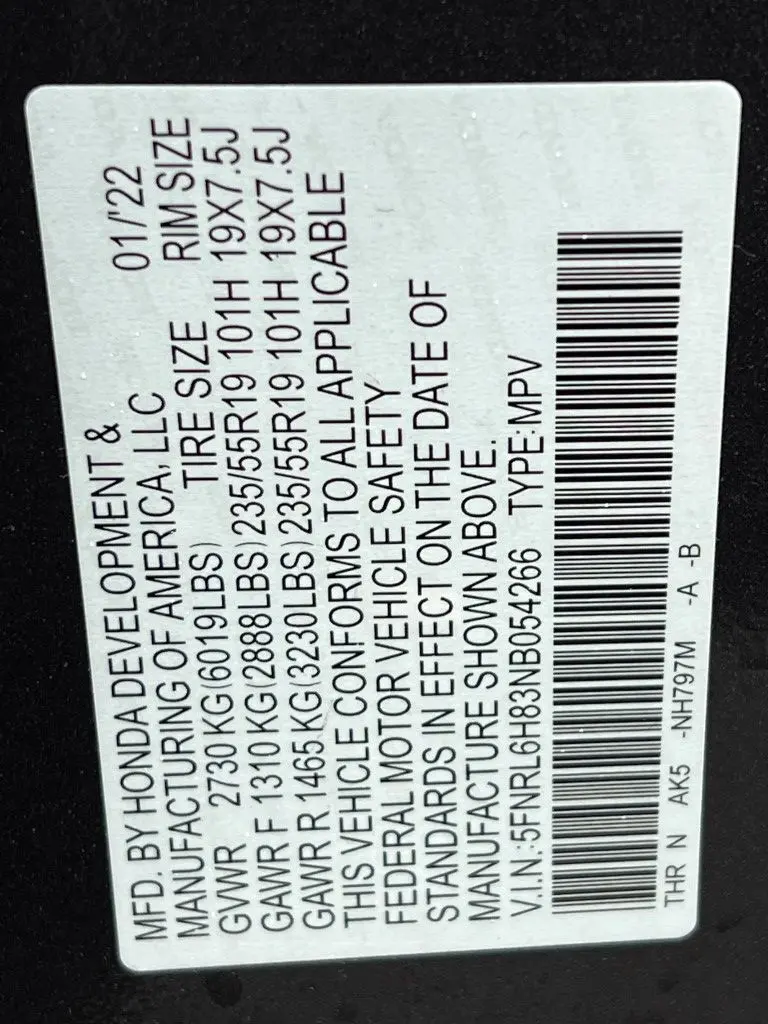 MFD. BY HONDA DEVELOPMENT & 01/'22
MANUFACTURING OF AMERICA, LLC
GVWR 2730 KG(6019LBS) TIRE SIZE RIM SIZE
GAWR F 1310 KG(2888LBS)235/55R19 101H 19X7.5J
GAWR R 1465 KG(3230LBS)235/55R19 101H 19X7.5J
THIS VEHICLE CONFORMS TO ALL APPLICABLE
FEDERAL MOTOR VEHICLE SAFETY
STANDARDS IN EFFECT ON THE DATE OF
MANUFACTURE SHOWN ABOVE.
V.I.N.:5FNRL6H83NB054266 TYPE:MPV
THR N AK5 -NH797M -A -B